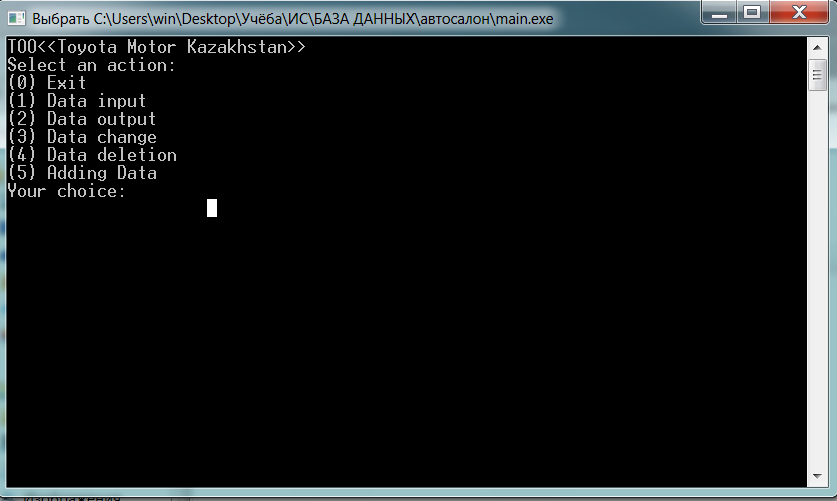 Выбрать C:\Users\win\Desktop\Учёба\ИС\БАЗА ДАННЫХ\автосалон\main.exe
TOO<<Toyota Motor Kazakhstan>>
Select an action:
(0) Exit
(1) Data input
(2) Data output
(3) Data change
(4) Data deletion
(5) Adding Data
Your choice: